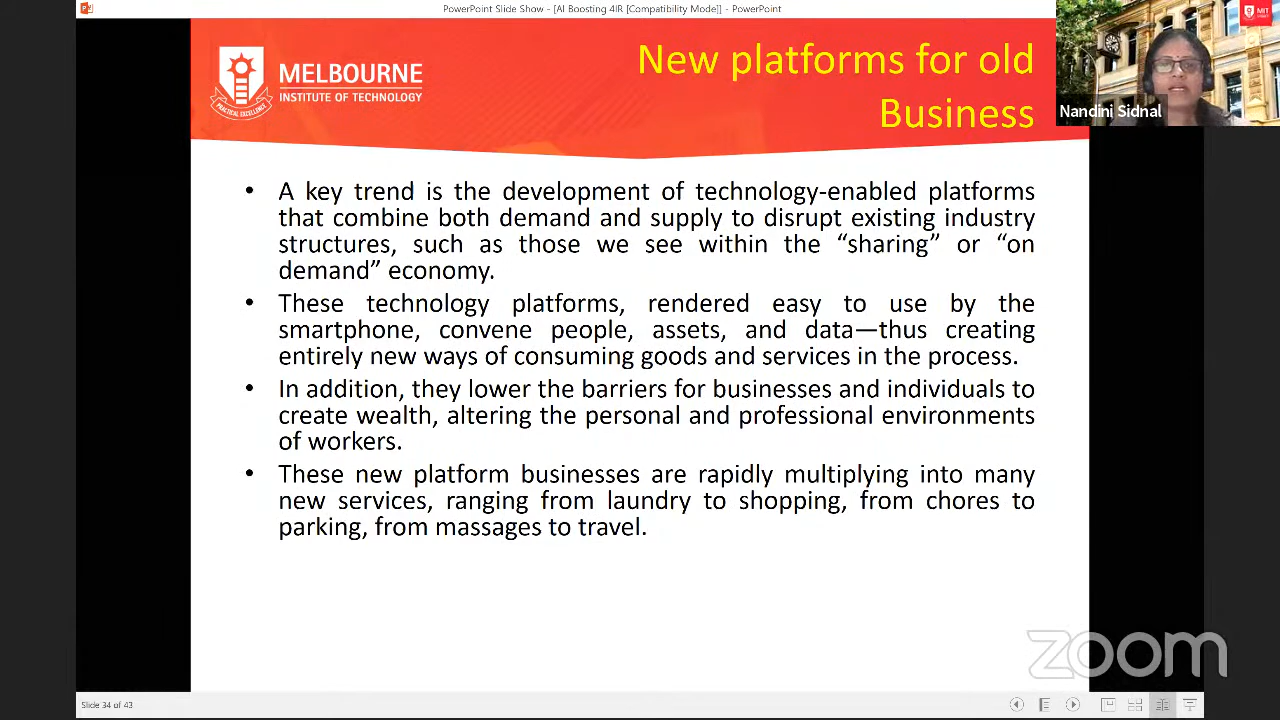 PowerPoint Slide Show - [AI Boosting 4IR [Compatibility Mode]] - PowerPoint
MIT
MELBOURNE
INSTITUTE OF TECHNOLOGY
PRACTICAL EXCELLENCE
New platforms for old
Business
Nandini Sidnal
• A key trend is the development of technology-enabled platforms
that combine both demand and supply to disrupt existing industry
structures, such as those we see within the “sharing” or “on
demand” economy.
• These technology platforms, rendered easy to use by the
smartphone, convene people, assets, and data—thus creating
entirely new ways of consuming goods and services in the process.
• In addition, they lower the barriers for businesses and individuals to
create wealth, altering the personal and professional environments
of workers.
• These new platform businesses are rapidly multiplying into many
new services, ranging from laundry to shopping, from chores to
parking, from massages to travel.
zoom
Slide 34 of 43